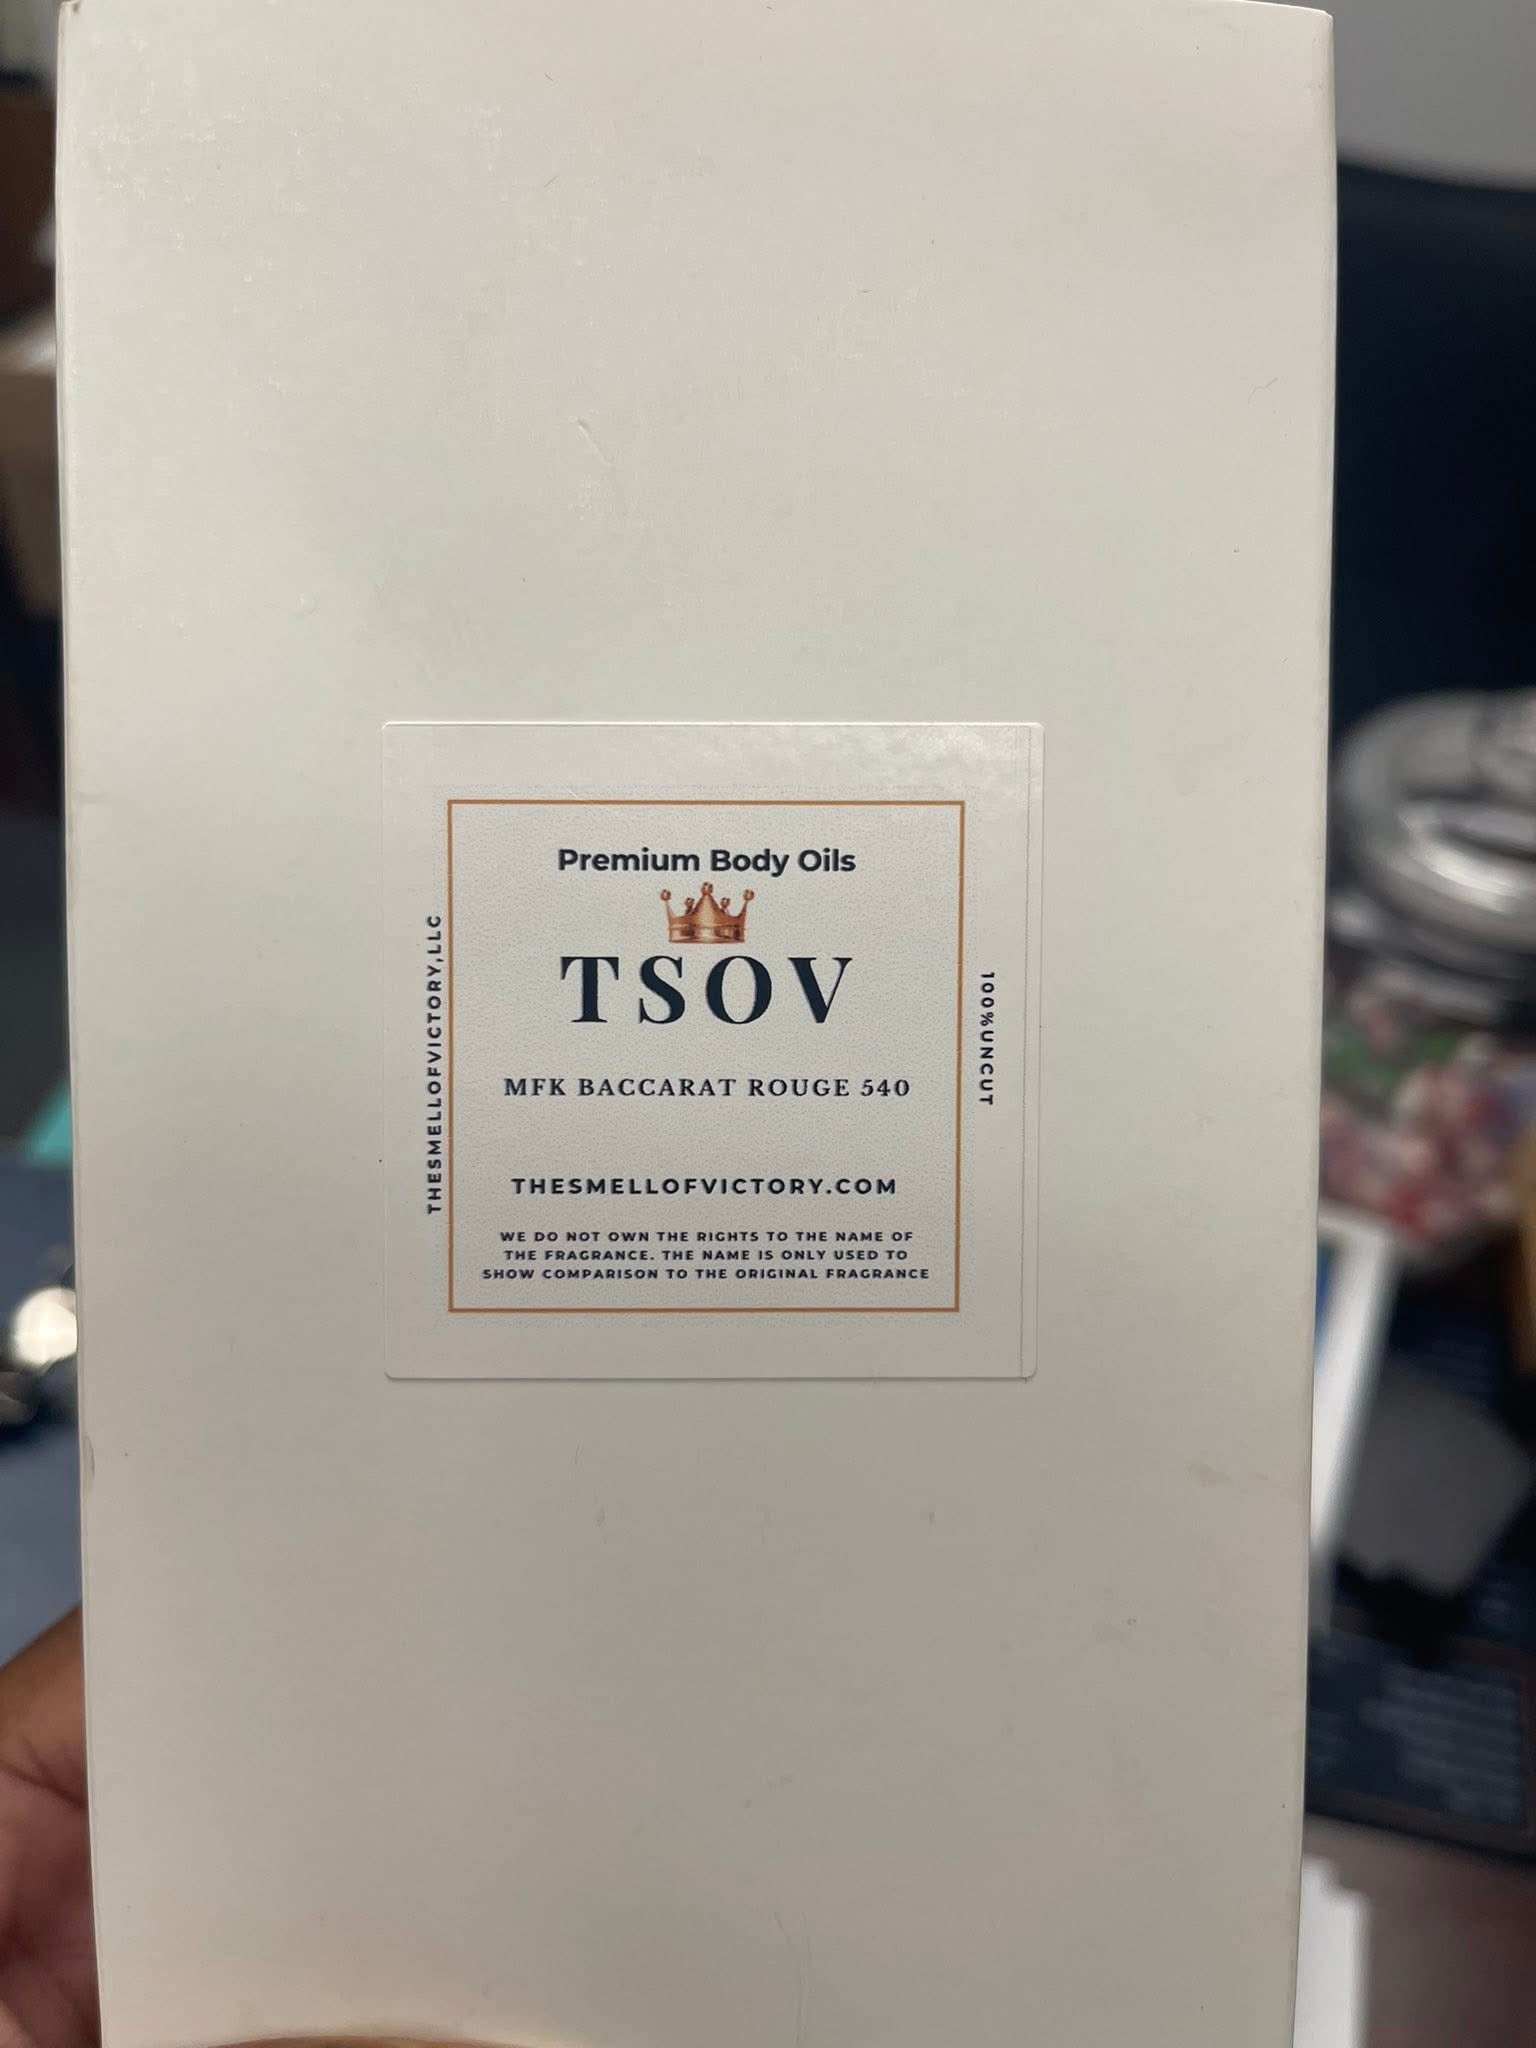 Premium Body Oils
TSOV
MFK BACCARAT ROUGE 540
THESMELLOFVICTORY.COM
WE DO NOT OWN THE RIGHTS TO THE NAME OF
THE FRAGRANCE. THE NAME IS ONLY USED TO
SHOW COMPARISON TO THE ORIGINAL FRAGRANCE
THESMELLOFVICTORY,LLC
100%UNCUT